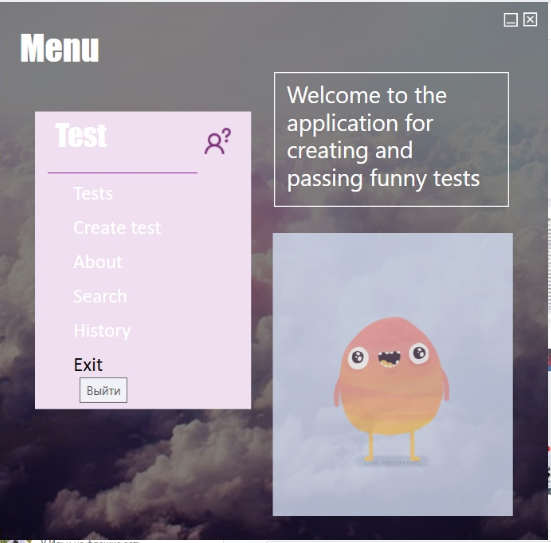 Menu
Test
Welcome to the
application for
creating and
passing funny tests
Tests
Create test
About
Search
History
Exit
Выйти